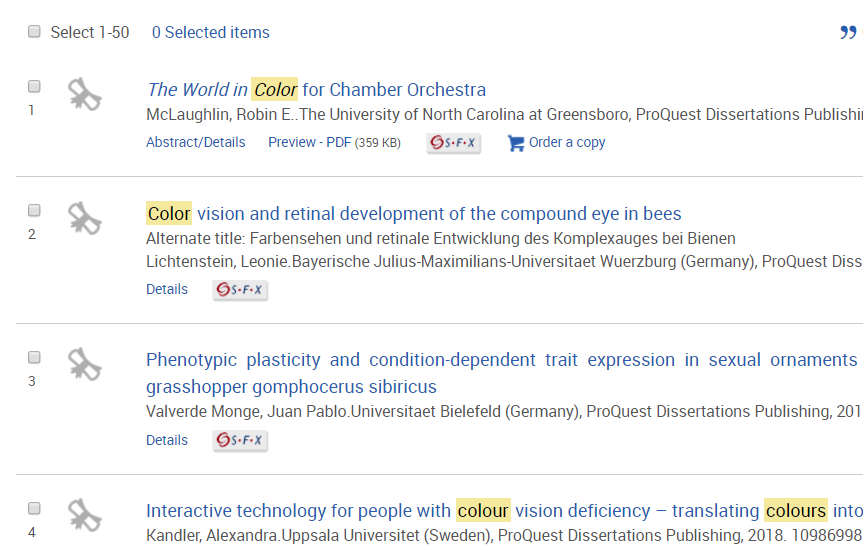 Select 1-50 0 Selected items ”
The World in Color for Chamber Orchestra
1
McLaughlin, Robin E..The University of North Carolina at Greensboro, ProQuest Dissertations Publishin
Abstract/Details Preview - PDF (359 KB) S·F·X Order a copy
Color vision and retinal development of the compound eye in bees
2
Alternate title: Farbensehen und retinale Entwicklung des Komplexauges bei Bienen
Lichtenstein, Leonie.Bayerische Julius-Maximilians-Universitaet Wuerzburg (Germany), ProQuest Diss
Details S·F·X
Phenotypic plasticity and condition-dependent trait expression in sexual ornaments
3
grasshopper gomphocerus sibiricus
Valverde Monge, Juan Pablo.Universitaet Bielefeld (Germany), ProQuest Dissertations Publishing, 201
Details S·F·X
Interactive technology for people with colour vision deficiency – translating colours into
4
Kandler, Alexandra.Uppsala Universitet (Sweden), ProQuest Dissertations Publishing, 2018. 10986998